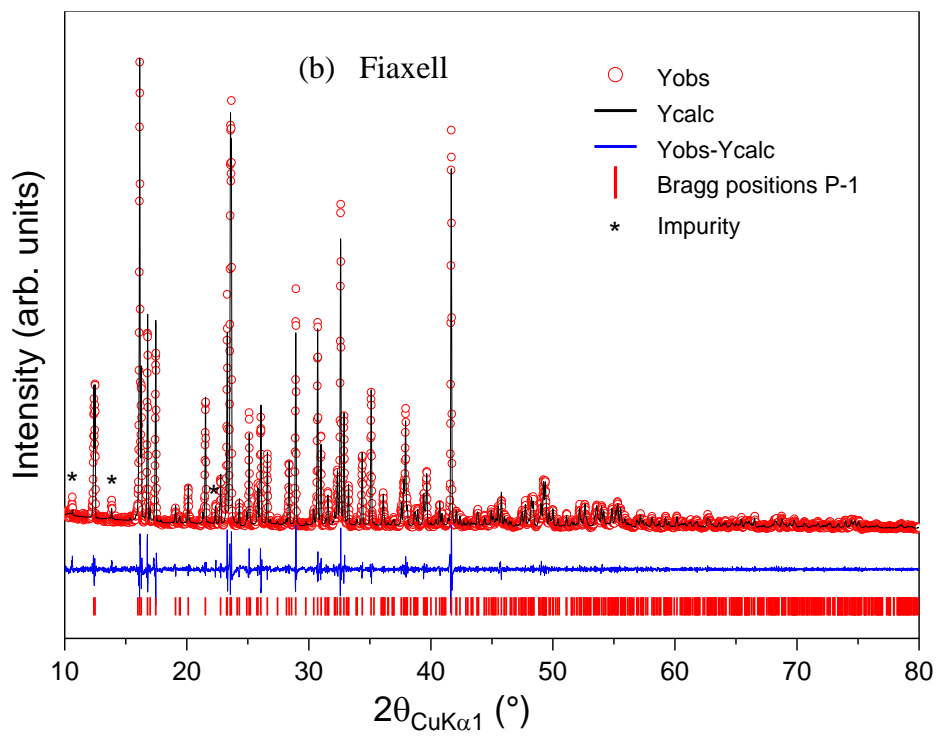 (b) Fiaxell
Yobs
Ycalc
Yobs-Ycalc
Bragg positions P-1
* Impurity
Intensity (arb. units)
* * *
10 20 30 40 50 60 70 80
2θCuKα1 (°)